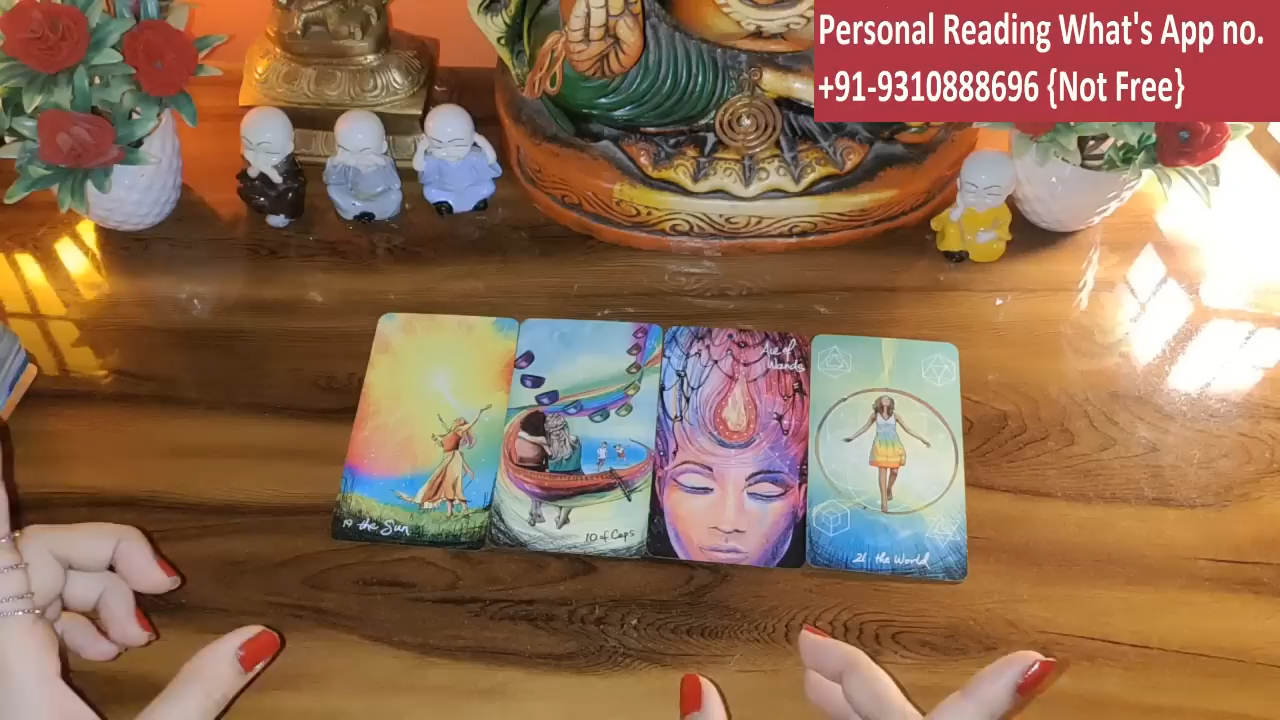 Personal Reading What's App no.
+91-9310888696 {Not Free}
Ace of
Wands
19 the Sun
10 of Cups
21 the World